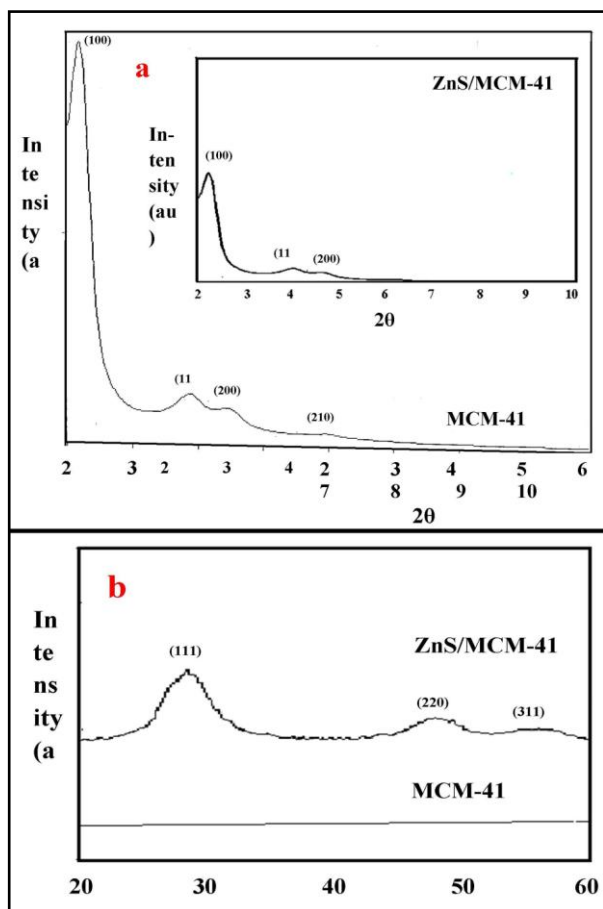 (100)
a
ZnS/MCM-41
In
te
nsi
ty
(a
In-
ten
sity
(au
)
(100)
(11
(200)
2 3 4 5 6 7 8 9 10
2θ
(11
(200)
(210)
MCM-41
2 3 2 3 4 2 3 4 5 6
7 8 9 10
2θ
b
In
te
ns
ity
(a
(111)
ZnS/MCM-41
(220)
(311)
MCM-41
20 30 40 50 60